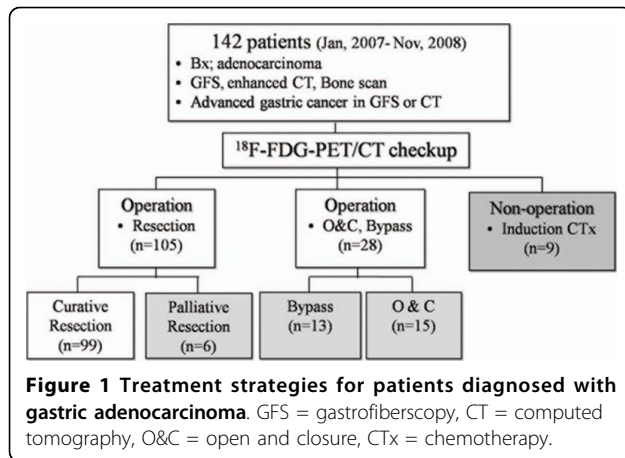 142 patients (Jan, 2007- Nov, 2008)
• Bx; adenocarcinoma
• GFS, enhanced CT, Bone scan
• Advanced gastric cancer in GFS or CT
¹⁸F-FDG-PET/CT checkup
Operation
• Resection
(n=105)
Operation
• O&C, Bypass
(n=28)
Non-operation
• Induction CTx
(n=9)
Curative
Resection
(n=99)
Palliative
Resection
(n=6)
Bypass
(n=13)
O & C
(n=15)
Figure 1 Treatment strategies for patients diagnosed with
gastric adenocarcinoma. GFS = gastrofiberscopy, CT = computed
tomography, O&C = open and closure, CTx = chemotherapy.